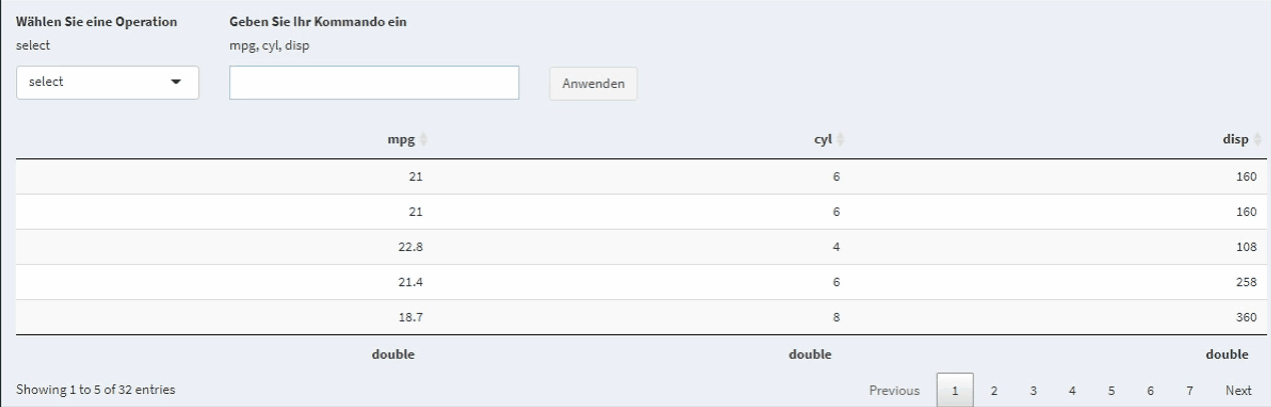 Wählen Sie eine Operation Geben Sie Ihr Kommando ein
select mpg, cyl, disp
select Anwenden
mpg cyl disp
21 6 160
21 6 160
22.8 4 108
21.4 6 258
18.7 8 360
double double double
Showing 1 to 5 of 32 entries Previous 1 2 3 4 5 6 7 Next